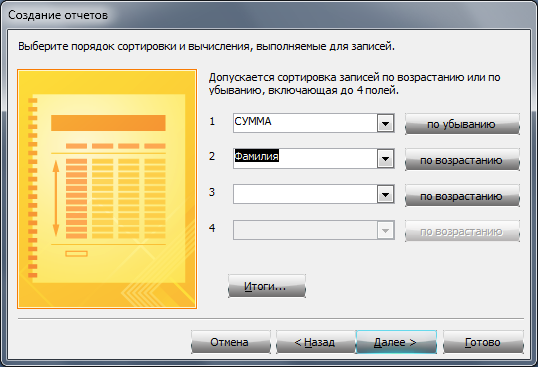 Создание отчетов
Выберите порядок сортировки и вычисления, выполняемые для записей.
Допускается сортировка записей по возрастанию или по
убыванию, включающая до 4 полей.
1 СУММА по убыванию
2 Фамилия по возрастанию
3 по возрастанию
4 по возрастанию
Итоги...
Отмена < Назад Далее > Готово